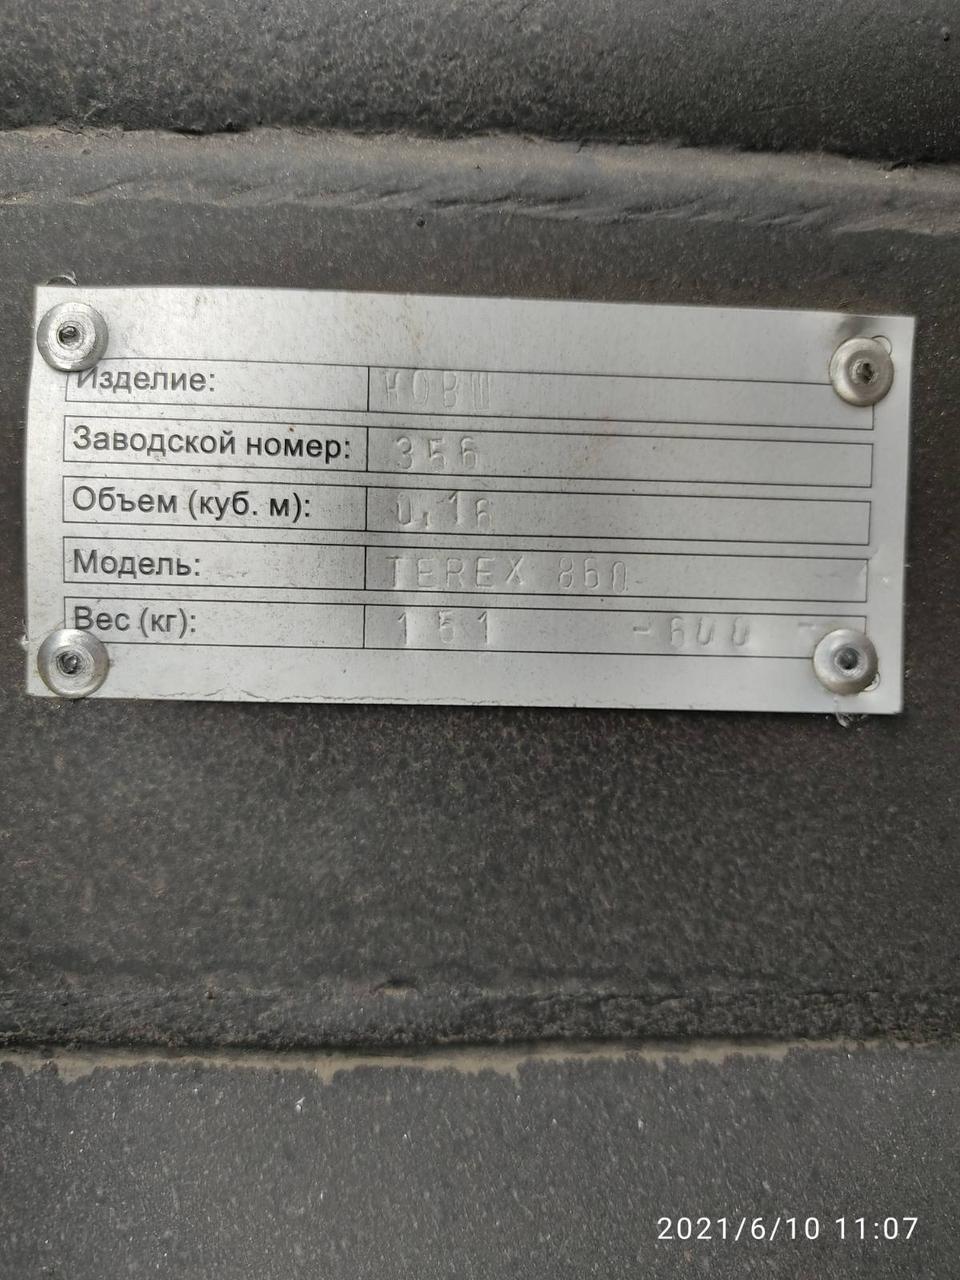 Изделие: КОВШ
Заводской номер: 356
Объем (куб. м): 0,16
Модель: TEREX 860
Вес (кг): 151 -600 -
2021/6/10 11:07